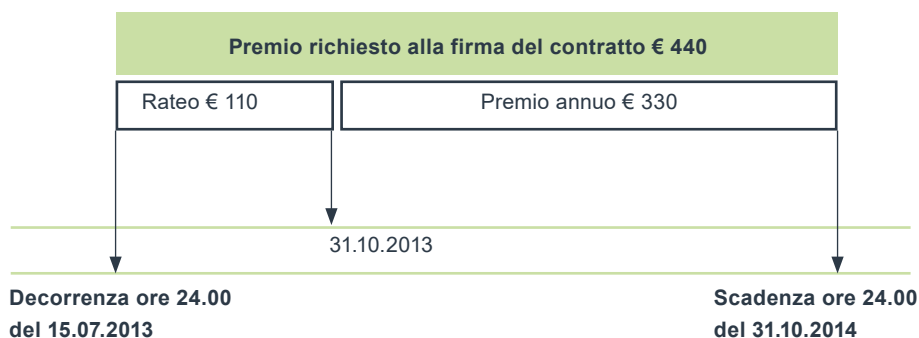 Premio richiesto alla firma del contratto € 440
Rateo € 110
Premio annuo € 330
31.10.2013
Decorrenza ore 24.00
del 15.07.2013
Scadenza ore 24.00
del 31.10.2014